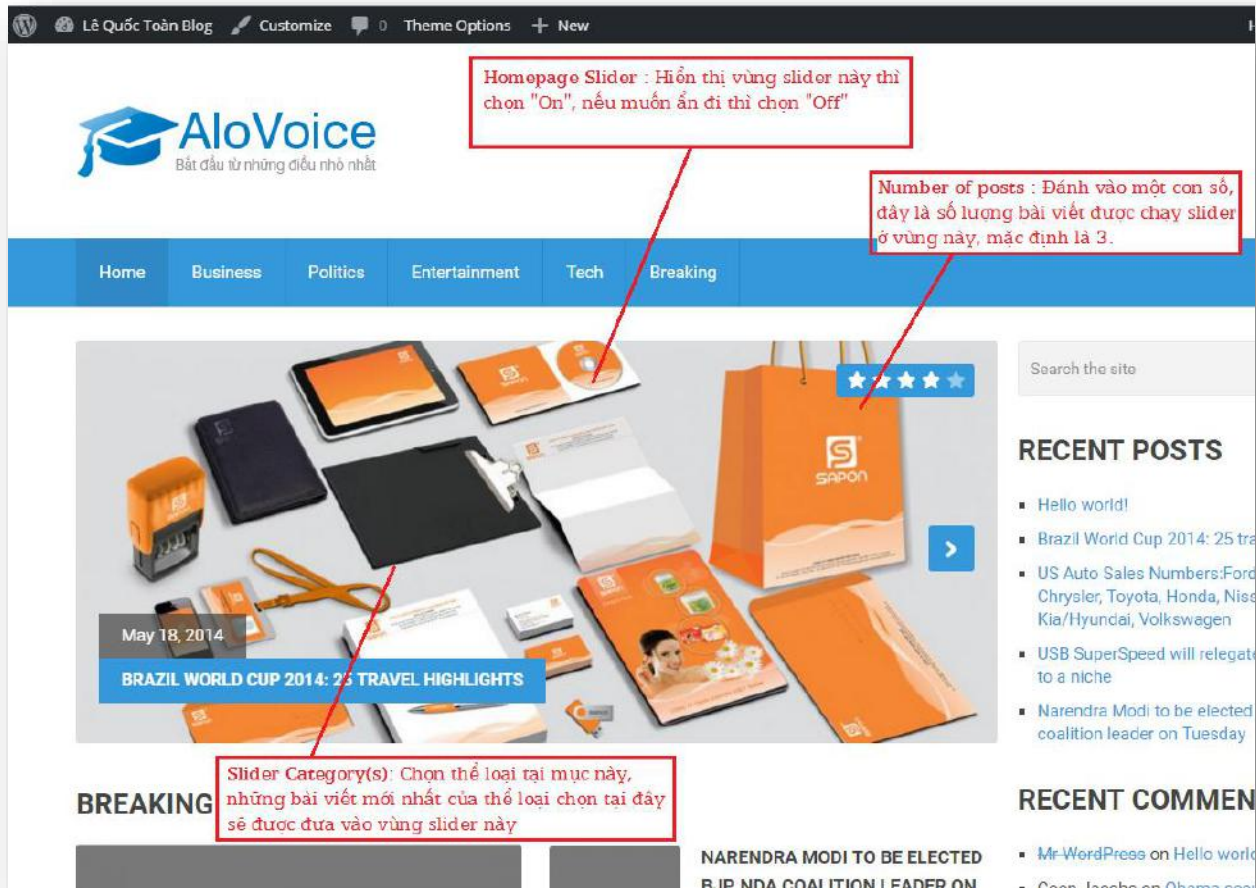 Lê Quốc Toàn Blog Customize 0 Theme Options + New
Homepage Slider : Hiển thị vùng slider này thì
chọn "On", nếu muốn ẩn đi thì chọn "Off"
AloVoice
Bắt đầu từ những điều nhỏ nhất
Number of posts : Đánh vào một con số,
đây là số lượng bài viết được chạy slider
ở vùng này, mặc định là 3.
Home Business Politics Entertainment Tech Breaking
SAPON
SAPON
SAPON
May 18, 2014
BRAZIL WORLD CUP 2014: 25 TRAVEL HIGHLIGHTS
Slider Category(s): Chọn thể loại tại mục này,
những bài viết mới nhất của thể loại chọn tại đây
sẽ được đưa vào vùng slider này
BREAKING
NARENDRA MODI TO BE ELECTED
BJP, NDA COALITION LEADER ON
Search the site
RECENT POSTS
Hello world!
Brazil World Cup 2014: 25 tra
US Auto Sales Numbers:Ford
Chrysler, Toyota, Honda, Niss
Kia/Hyundai, Volkswagen
USB SuperSpeed will relegate
to a niche
Narendra Modi to be elected
coalition leader on Tuesday
RECENT COMMEN
Mr WordPress on Hello world